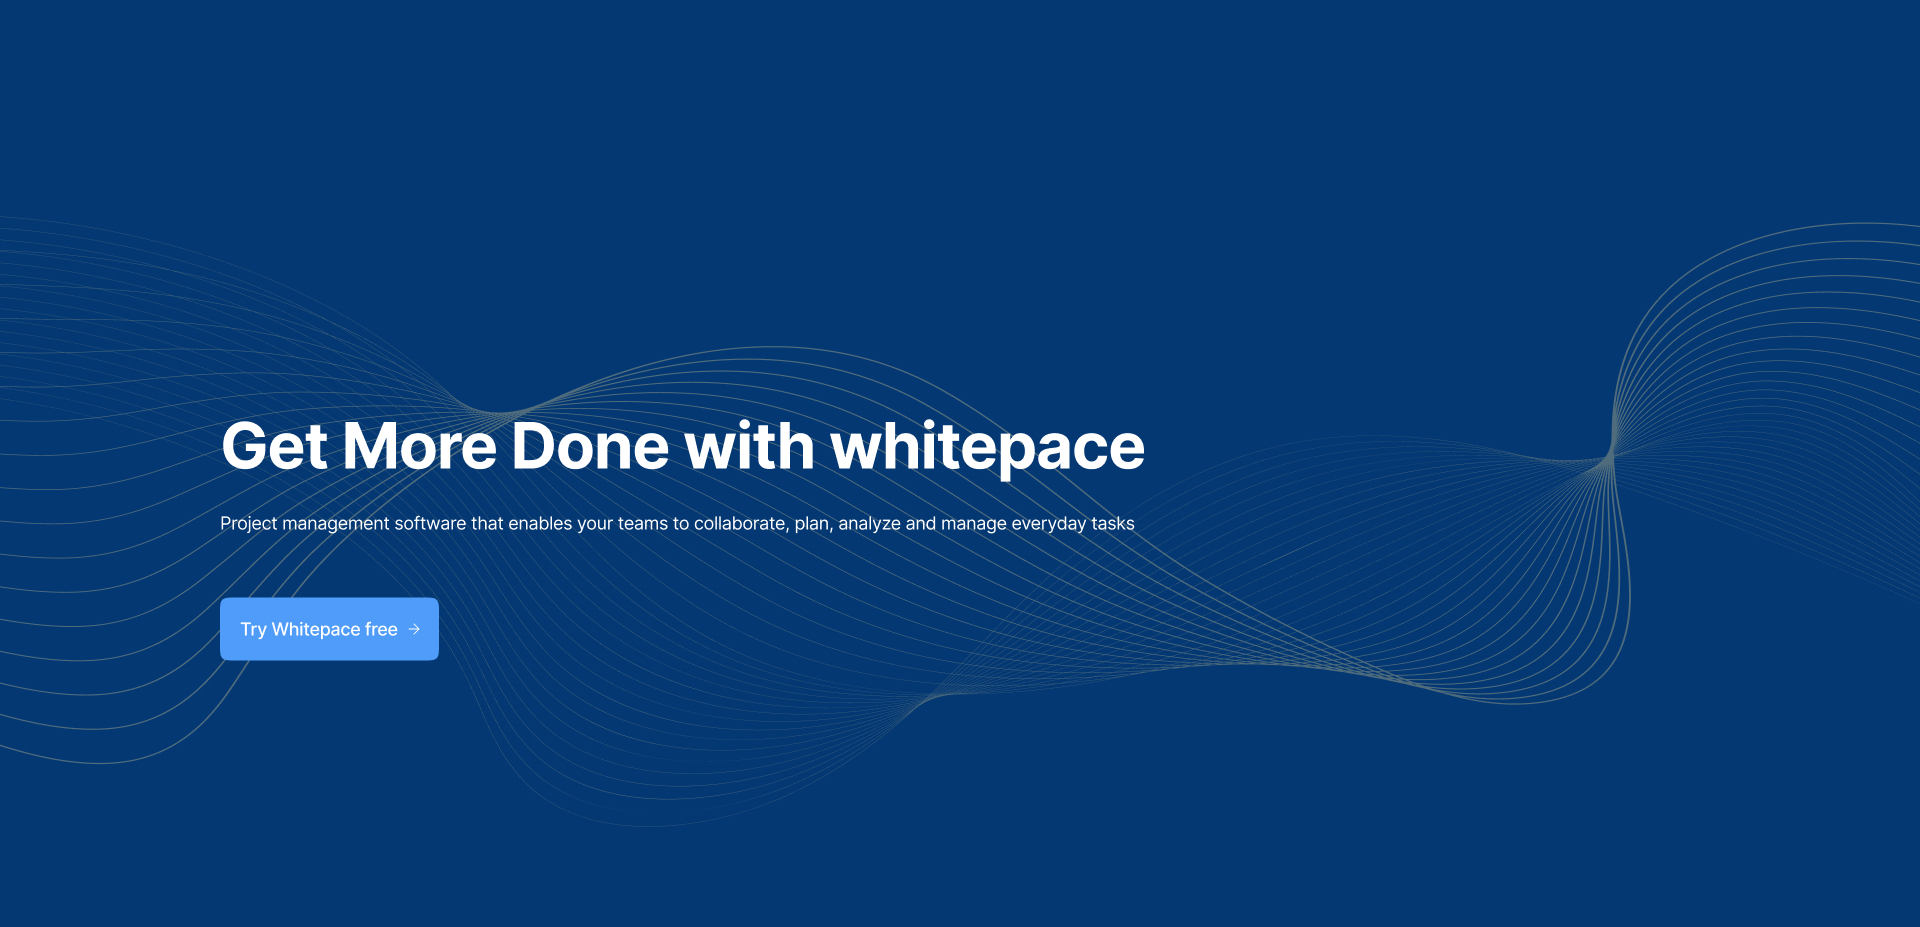 Get More Done with whitepace
Project management software that enables your teams to collaborate, plan, analyze and manage everyday tasks
Try Whitepace free →